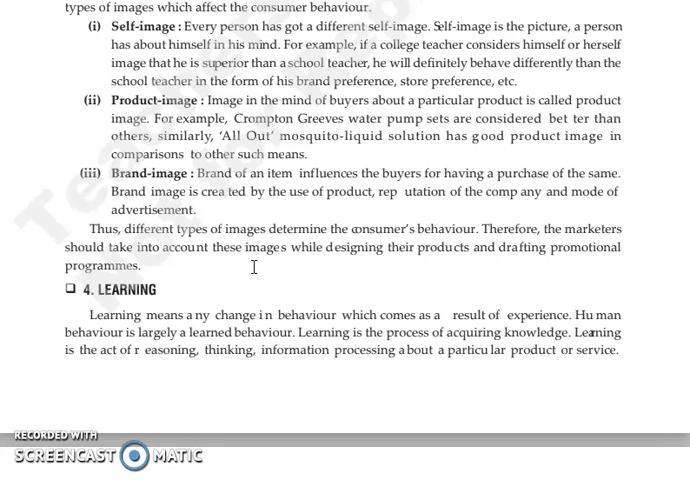 types of images which affect the consumer behaviour.
(i) Self-image : Every person has got a different self-image. Self-image is the picture, a person
has about himself in his mind. For example, if a college teacher considers himself or herself
image that he is superior than a school teacher, he will definitely behave differently than the
school teacher in the form of his brand preference, store preference, etc.
(ii) Product-image : Image in the mind of buyers about a particular product is called product
image. For example, Crompton Greeves water pump sets are considered bet ter than
others, similarly, 'All Out' mosquito-liquid solution has good product image in
comparisons to other such means.
(iii) Brand-image : Brand of an item influences the buyers for having a purchase of the same.
Brand image is crea ted by the use of product, rep utation of the comp any and mode of
advertisement.
Thus, different types of images determine the consumer's behaviour. Therefore, the marketers
should take into account these images while designing their products and drafting promotional
programmes.
❑ 4. LEARNING
Learning means a ny change in behaviour which comes as a result of experience. Hu man
behaviour is largely a learned behaviour. Learning is the process of acquiring knowledge. Learning
is the act of r easoning, thinking, information processing about a particu lar product or service.
RECORDED WITH
SCREENCAST MATIC